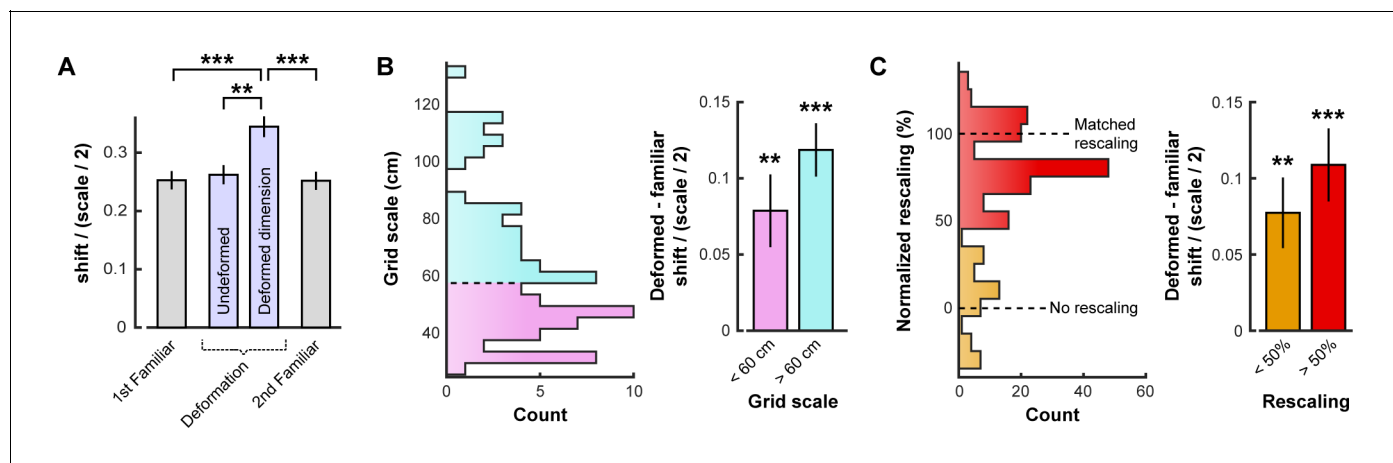 A
***
***
**
shift / (scale / 2)
0.3
0.2
0.1
0
Undeformed
Deformed dimension
1st Familiar
Deformation
2nd Familiar
B
Grid scale (cm)
120
100
80
60
40
0
5
10
Count
Deformed - familiar
shift / (scale / 2)
0.15
0.1
0.05
0
**
***
< 60 cm
> 60 cm
Grid scale
C
Normalized rescaling (%)
100
50
0
Matched
rescaling
No rescaling
0
20
40
60
Count
Deformed - familiar
shift / (scale / 2)
0.15
0.1
0.05
0
**
***
< 50%
> 50%
Rescaling